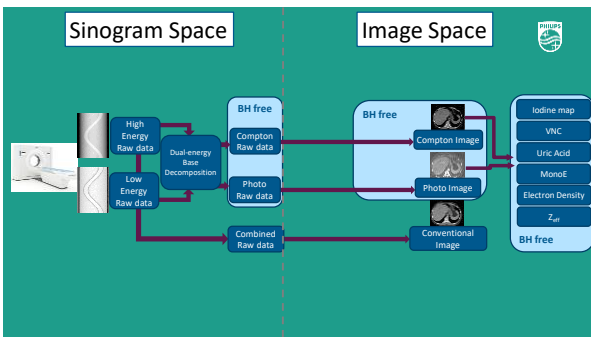 Sinogram Space
Image Space
PHILIPS
High
Energy
Raw data
Low
Energy
Raw data
Dual-energy
Base
Decomposition
BH free
Compton
Raw data
Photo
Raw data
Combined
Raw data
BH free
Compton Image
Photo Image
Conventional
Image
Iodine map
VNC
Uric Acid
MonoE
Electron Density
Zeff
BH free